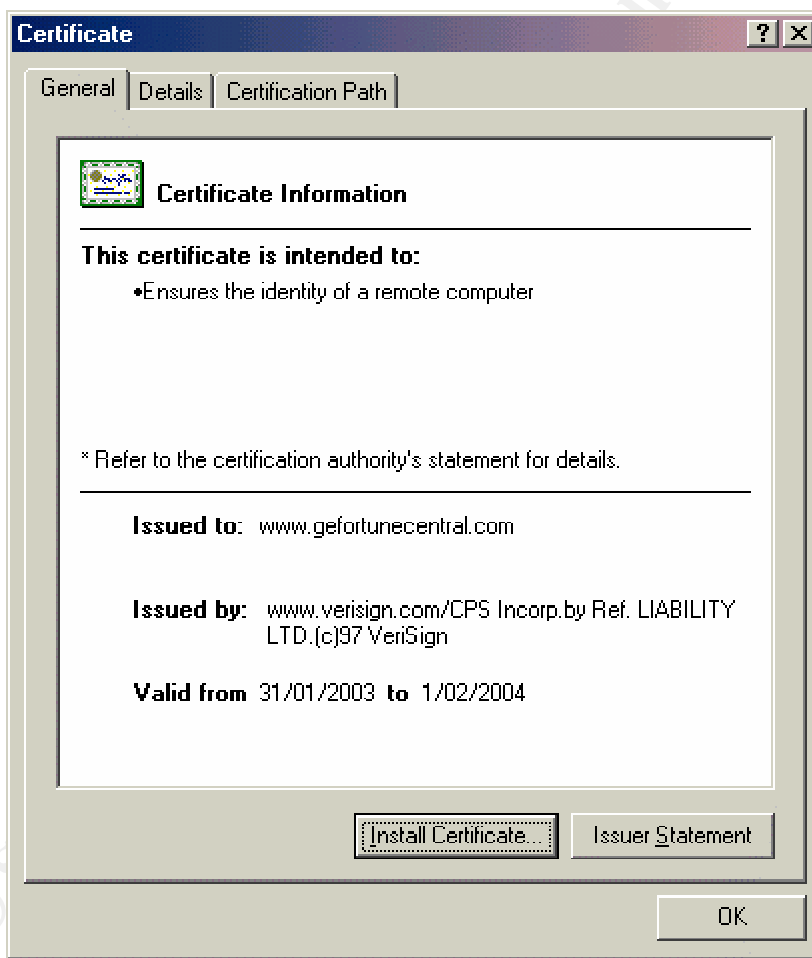 Certificate
General Details Certification Path
Certificate Information
This certificate is intended to:
•Ensures the identity of a remote computer
* Refer to the certification authority's statement for details.
Issued to: www.gefortunecentral.com
Issued by: www.verisign.com/CPS Incorp.by Ref. LIABILITY
LTD.(c)97 VeriSign
Valid from 31/01/2003 to 1/02/2004
Install Certificate... Issuer Statement
OK